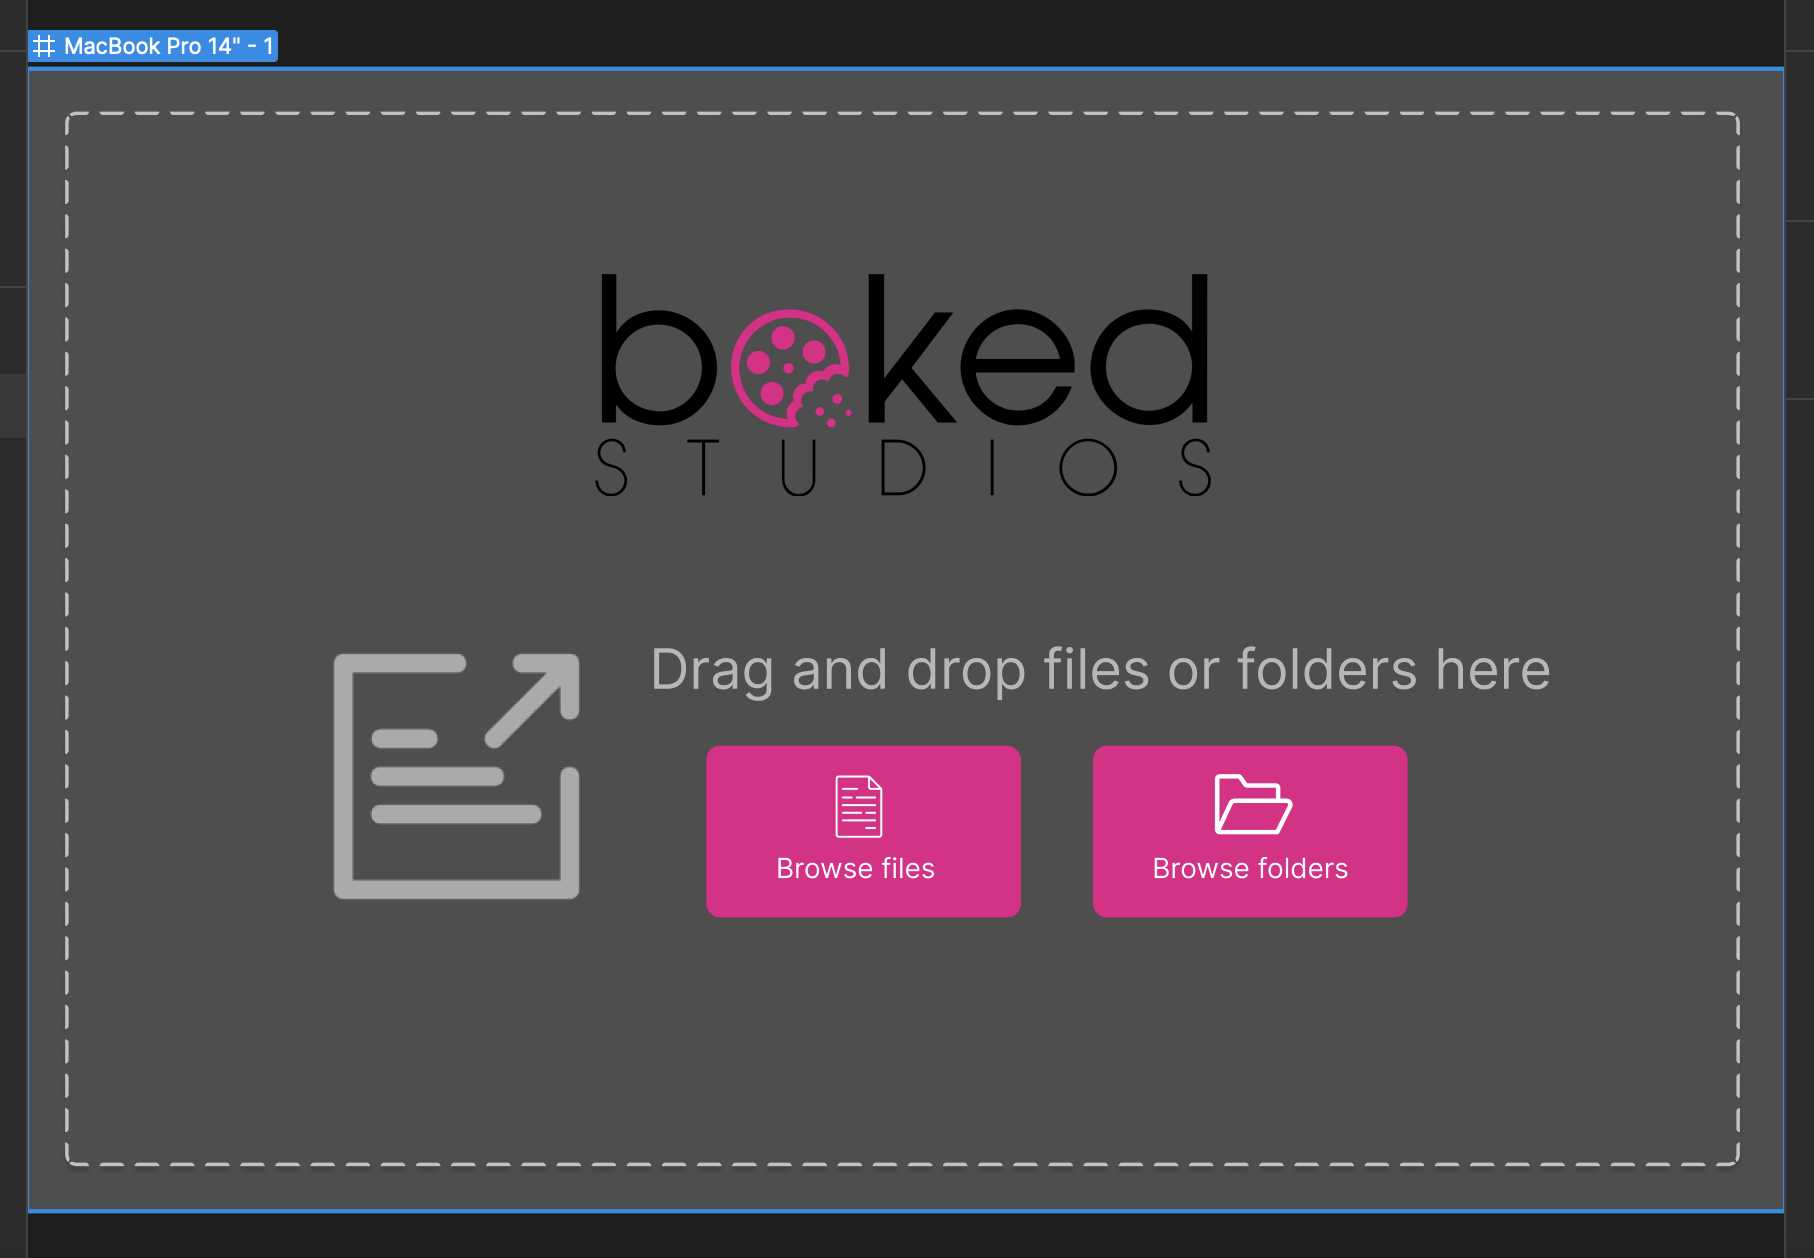 MacBook Pro 14" - 1
baked
STUDIOS
Drag and drop files or folders here
Browse files
Browse folders